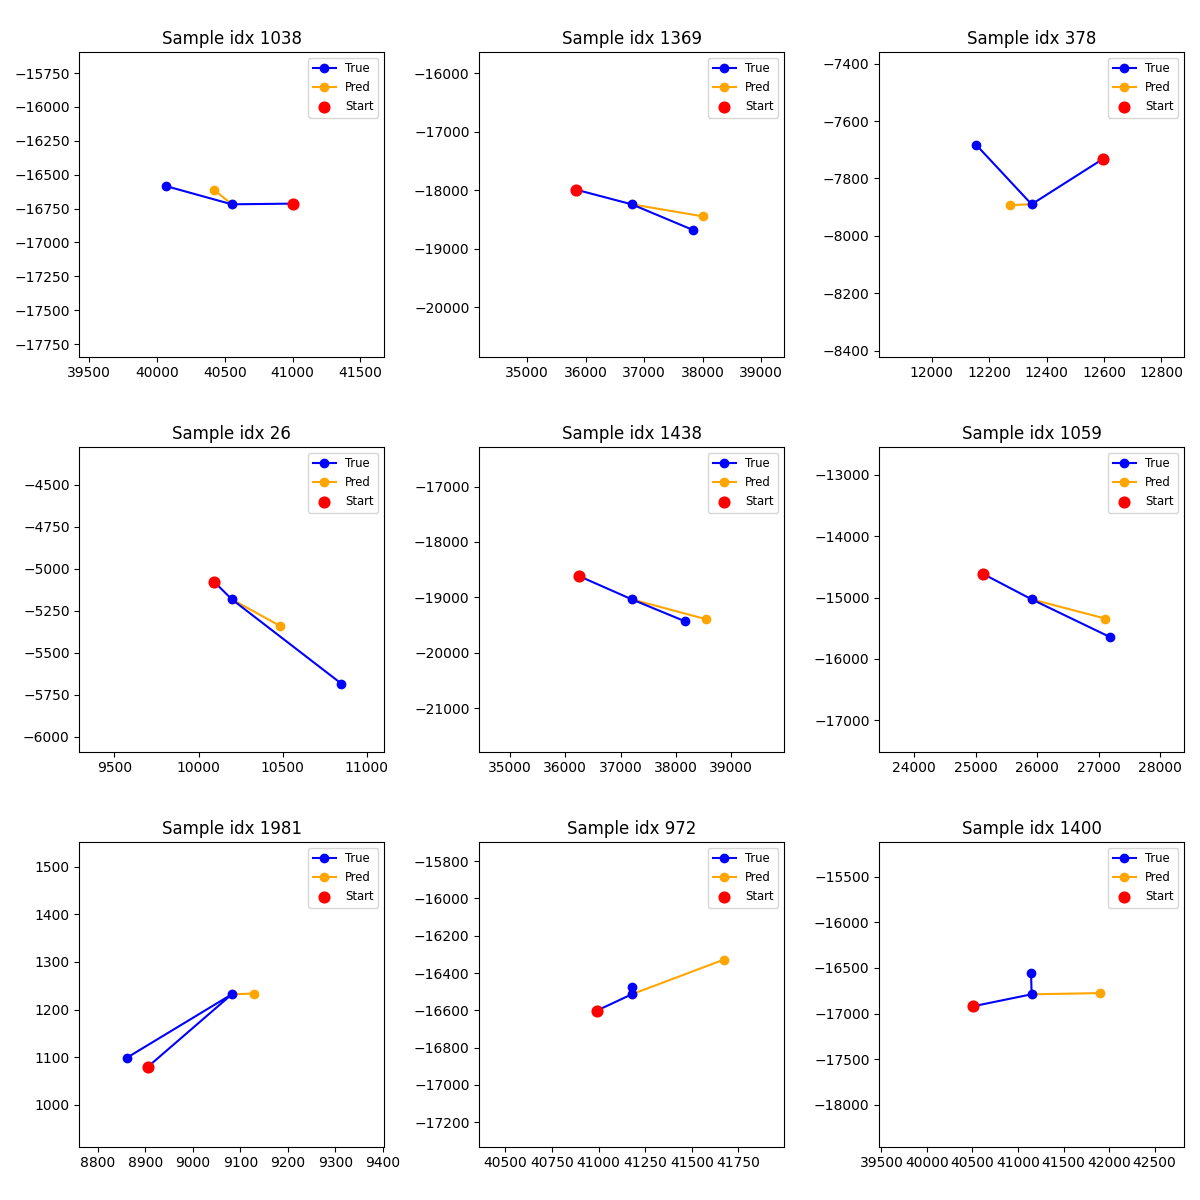 Sample idx 1038
True
Pred
Start
−15750
−16000
−16250
−16500
−16750
−17000
−17250
−17500
−17750
39500 40000 40500 41000 41500
Sample idx 1369
True
Pred
Start
−16000
−17000
−18000
−19000
−20000
35000 36000 37000 38000 39000
Sample idx 378
True
Pred
Start
−7400
−7600
−7800
−8000
−8200
−8400
12000 12200 12400 12600 12800
Sample idx 26
True
Pred
Start
−4500
−4750
−5000
−5250
−5500
−5750
−6000
9500 10000 10500 11000
Sample idx 1438
True
Pred
Start
−17000
−18000
−19000
−20000
−21000
35000 36000 37000 38000 39000
Sample idx 1059
True
Pred
Start
−13000
−14000
−15000
−16000
−17000
24000 25000 26000 27000 28000
Sample idx 1981
True
Pred
Start
1500
1400
1300
1200
1100
1000
8800 8900 9000 9100 9200 9300 9400
Sample idx 972
True
Pred
Start
−15800
−16000
−16200
−16400
−16600
−16800
−17000
−17200
40500 40750 41000 41250 41500 41750
Sample idx 1400
True
Pred
Start
−15500
−16000
−16500
−17000
−17500
−18000
39500 40000 40500 41000 41500 42000 42500